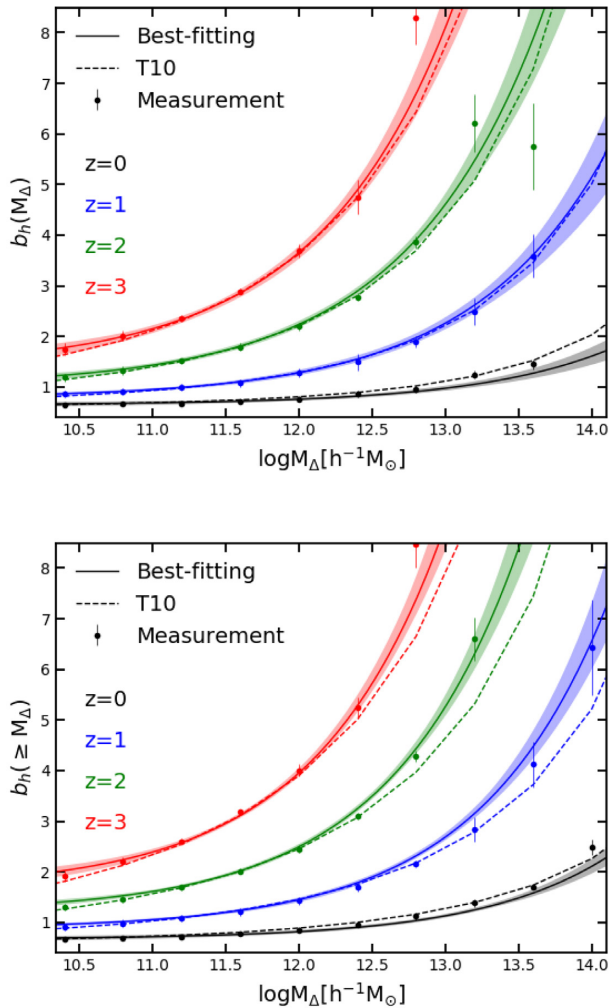 8
7
6
5
4
3
2
1
b_h(M_Δ)
Best-fitting
T10
Measurement
z=0
z=1
z=2
z=3
10.5 11.0 11.5 12.0 12.5 13.0 13.5 14.0
logM_Δ[h⁻¹M_⊙]
8
7
6
5
4
3
2
1
b_h(≥ M_Δ)
Best-fitting
T10
Measurement
z=0
z=1
z=2
z=3
10.5 11.0 11.5 12.0 12.5 13.0 13.5 14.0
logM_Δ[h⁻¹M_⊙]